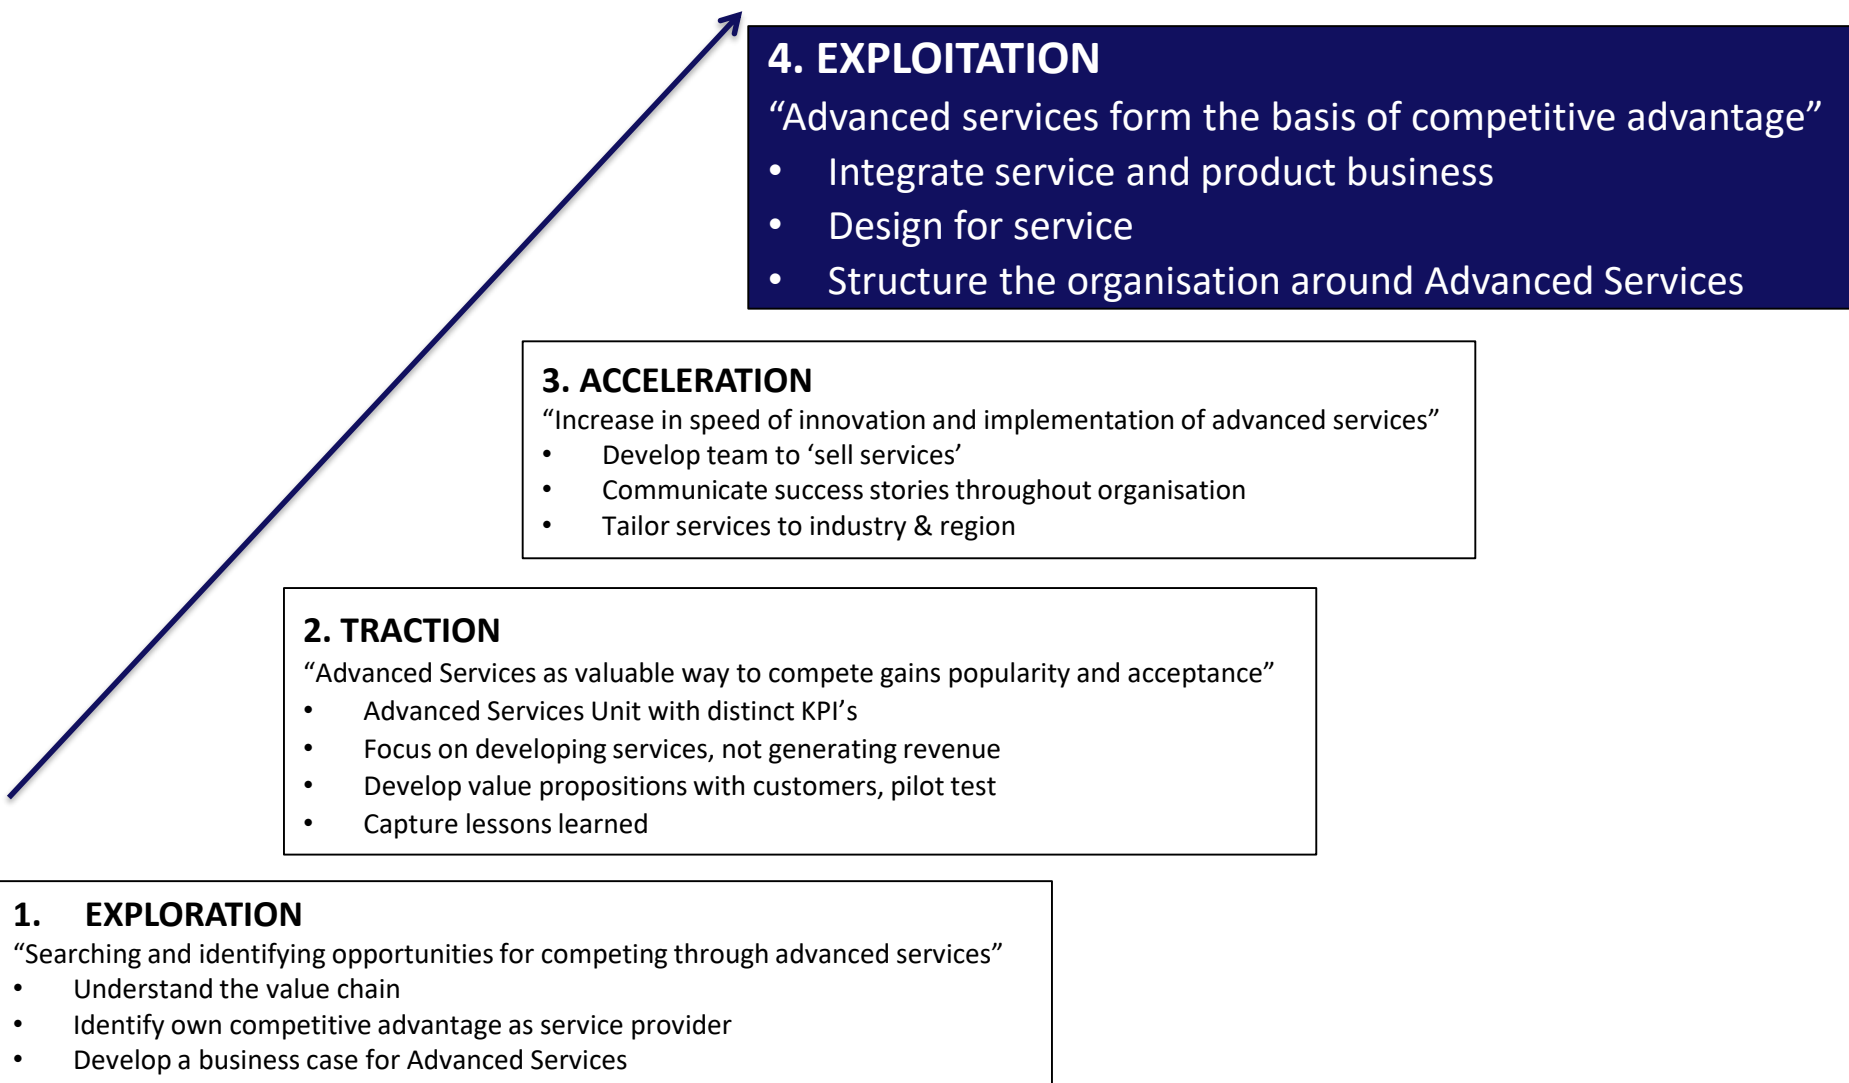 4. EXPLOITATION
“Advanced services form the basis of competitive advantage”
• Integrate service and product business
• Design for service
• Structure the organisation around Advanced Services
3. ACCELERATION
“Increase in speed of innovation and implementation of advanced services”
• Develop team to ‘sell services’
• Communicate success stories throughout organisation
• Tailor services to industry & region
2. TRACTION
“Advanced Services as valuable way to compete gains popularity and acceptance”
• Advanced Services Unit with distinct KPI’s
• Focus on developing services, not generating revenue
• Develop value propositions with customers, pilot test
• Capture lessons learned
1. EXPLORATION
“Searching and identifying opportunities for competing through advanced services”
• Understand the value chain
• Identify own competitive advantage as service provider
• Develop a business case for Advanced Services